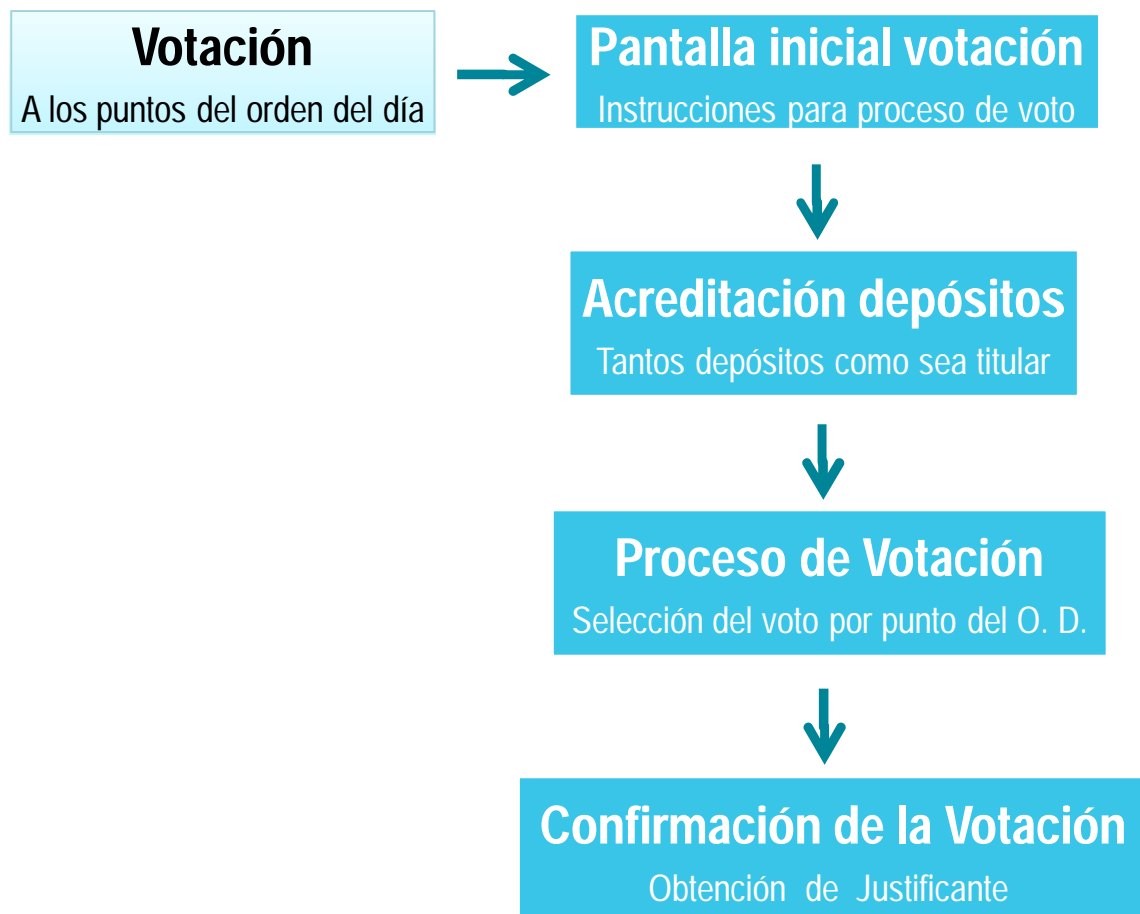 Votación
A los puntos del orden del día
Pantalla inicial votación
Instrucciones para proceso de voto
Acreditación depósitos
Tantos depósitos como sea titular
Proceso de Votación
Selección del voto por punto del O. D.
Confirmación de la Votación
Obtención de Justificante